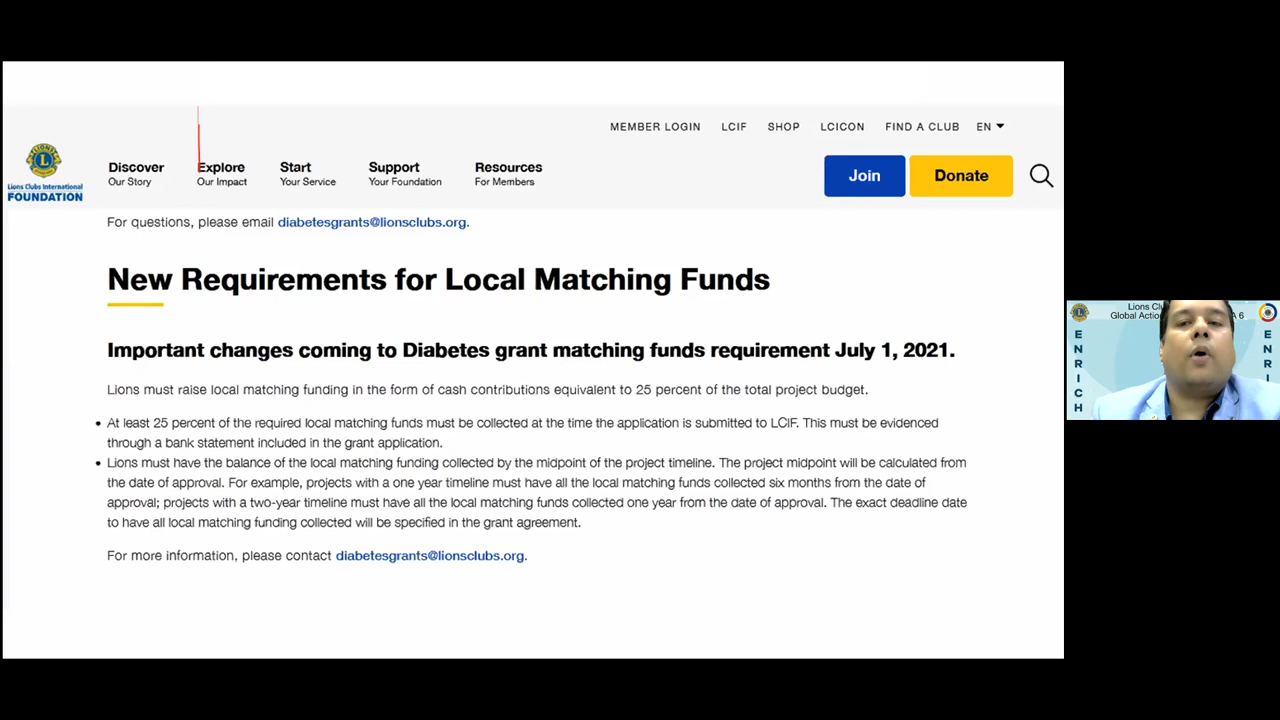 MEMBER LOGIN LCIF SHOP LCICON FIND A CLUB EN
LIONS
L
Lions Clubs International
FOUNDATION
Discover
Our Story
Explore
Our Impact
Start
Your Service
Support
Your Foundation
Resources
For Members
Join
Donate
For questions, please email diabetesgrants@lionsclubs.org.
New Requirements for Local Matching Funds
Important changes coming to Diabetes grant matching funds requirement July 1, 2021.
Lions must raise local matching funding in the form of cash contributions equivalent to 25 percent of the total project budget.
• At least 25 percent of the required local matching funds must be collected at the time the application is submitted to LCIF. This must be evidenced
through a bank statement included in the grant application.
• Lions must have the balance of the local matching funding collected by the midpoint of the project timeline. The project midpoint will be calculated from
the date of approval. For example, projects with a one year timeline must have all the local matching funds collected six months from the date of
approval; projects with a two-year timeline must have all the local matching funds collected one year from the date of approval. The exact deadline date
to have all local matching funding collected will be specified in the grant agreement.
For more information, please contact diabetesgrants@lionsclubs.org.
Lions Cl
Global Actio
A 6
ENRICH
ENRI